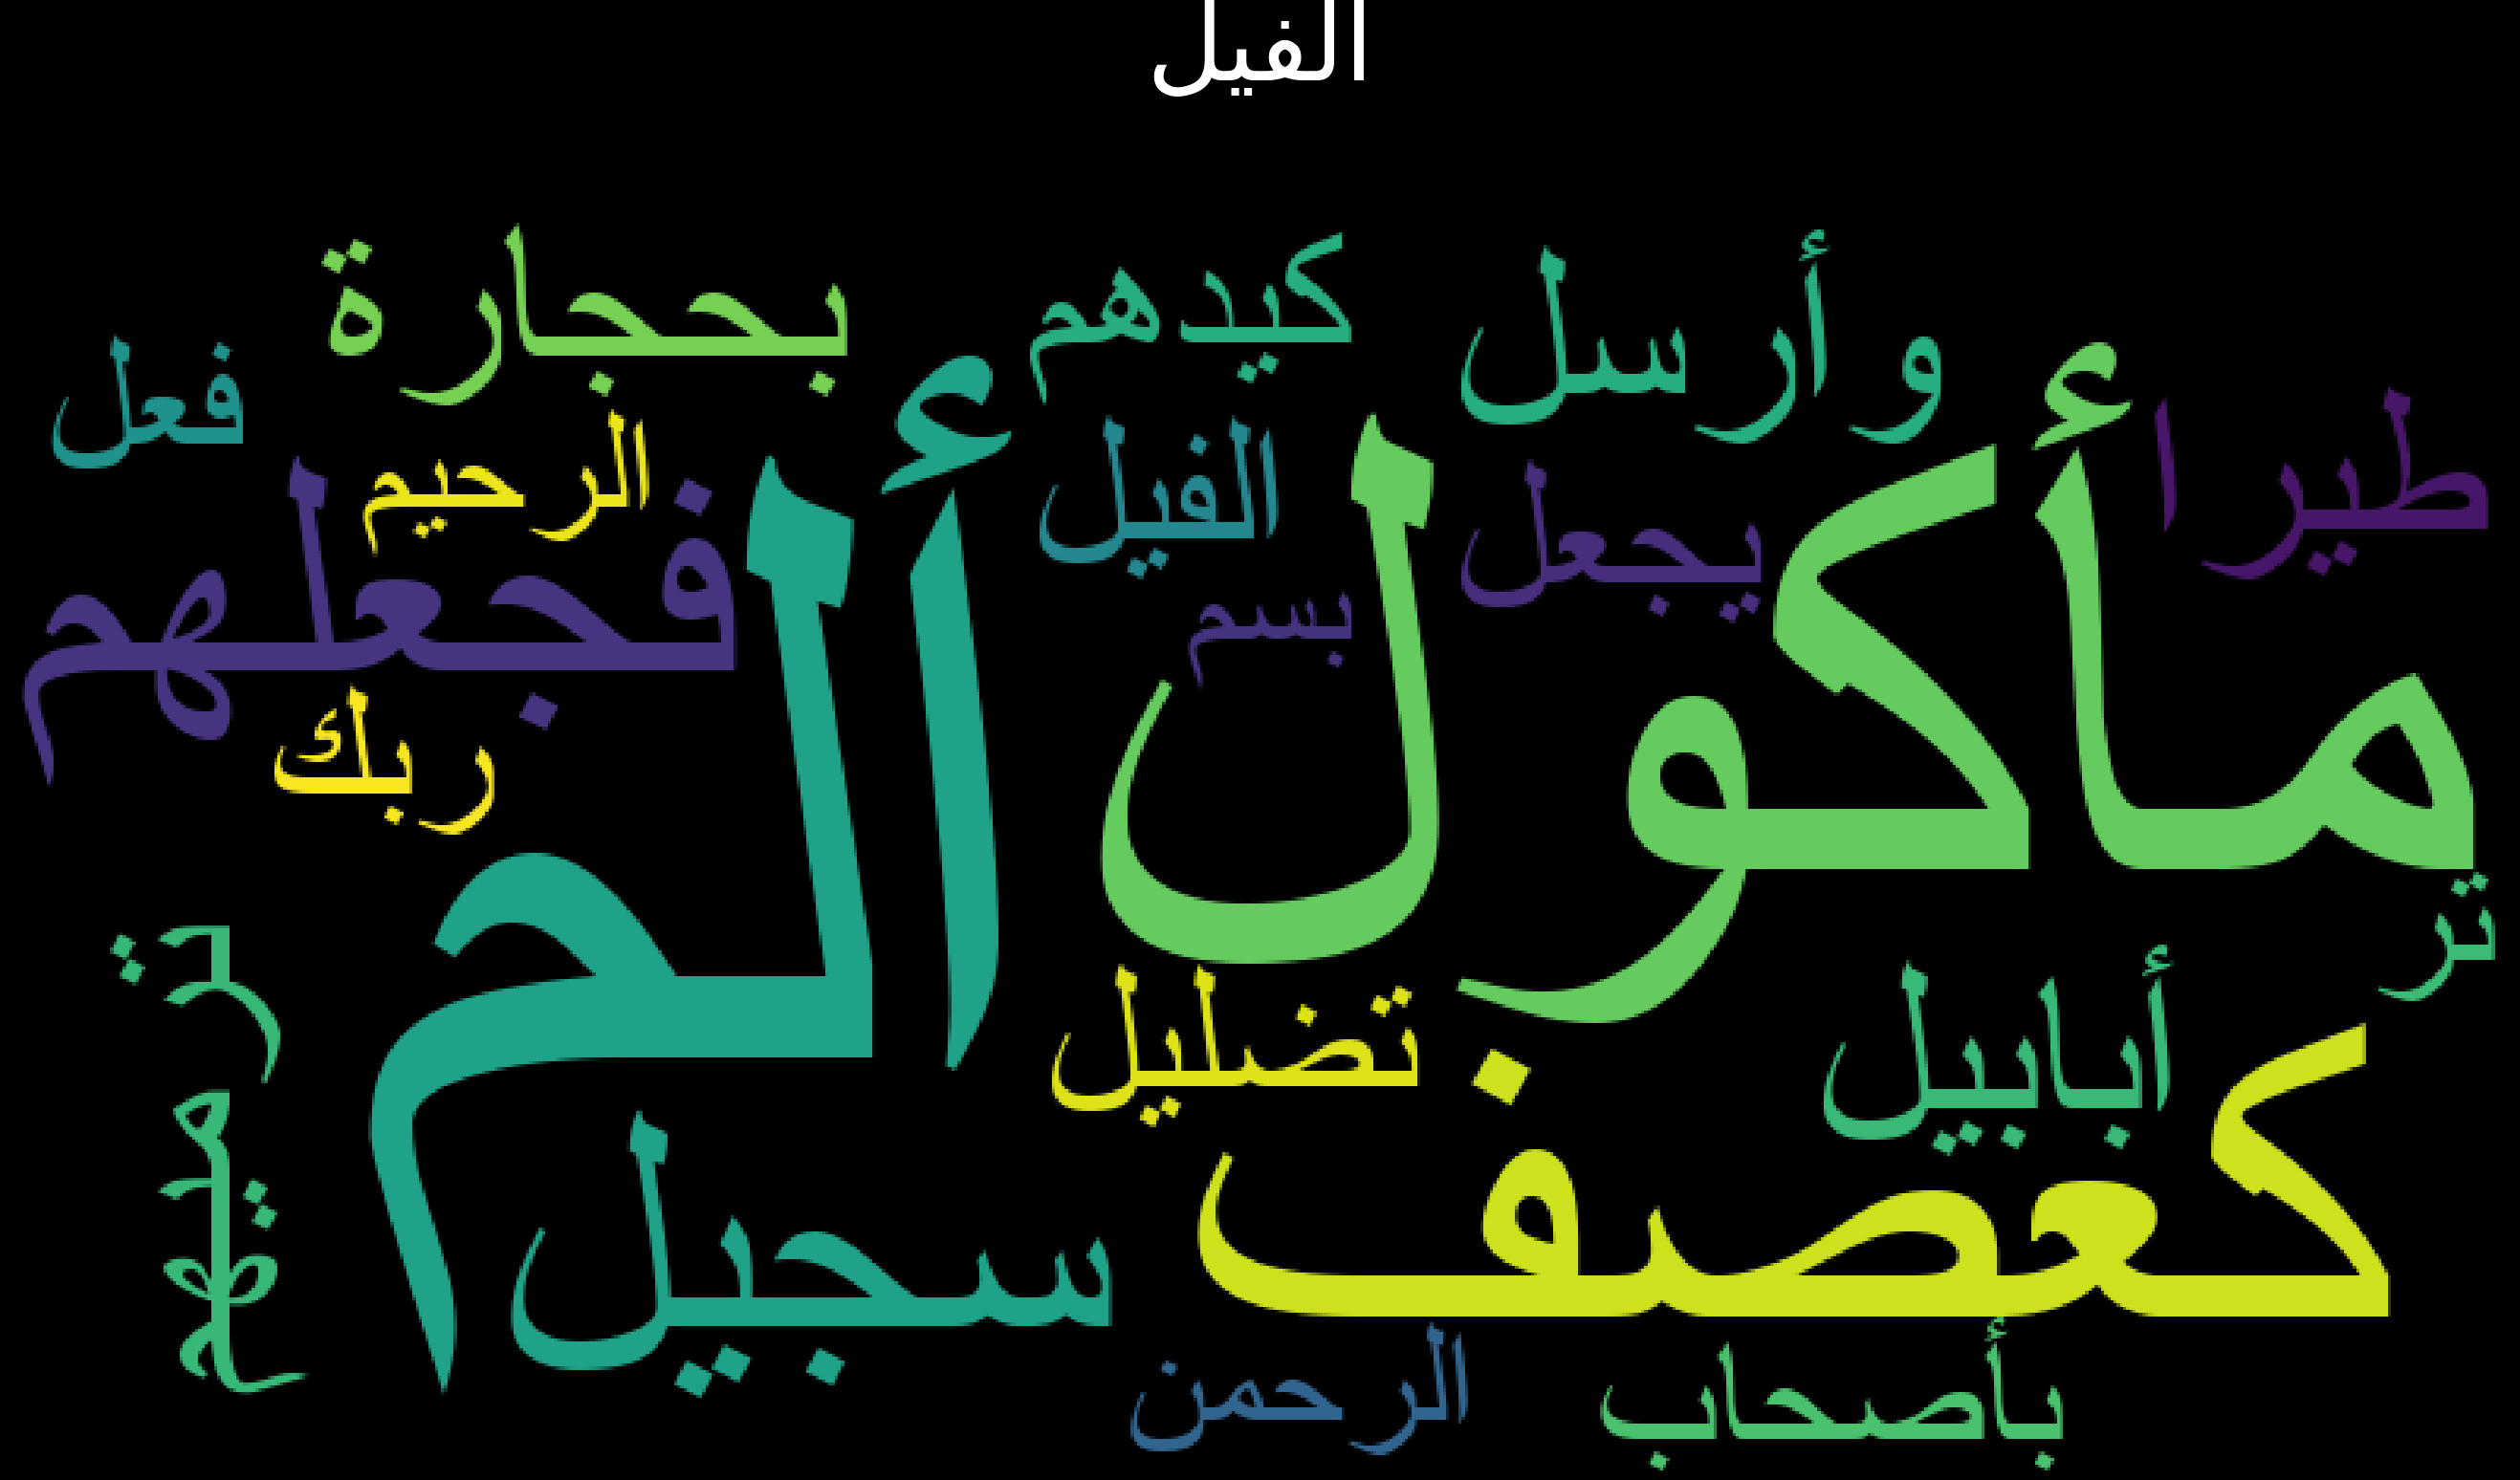 الفيل
بحجارة
كيدهم
وأرسل
فعل
الرحيم
الفيل
طيرا
فجعلهم
ألم
يجعل
بسم
مأكول
ربك
تر
ترميهم
تضليل
أبابيل
سجيل
كعصف
الرحمن
بأصحاب